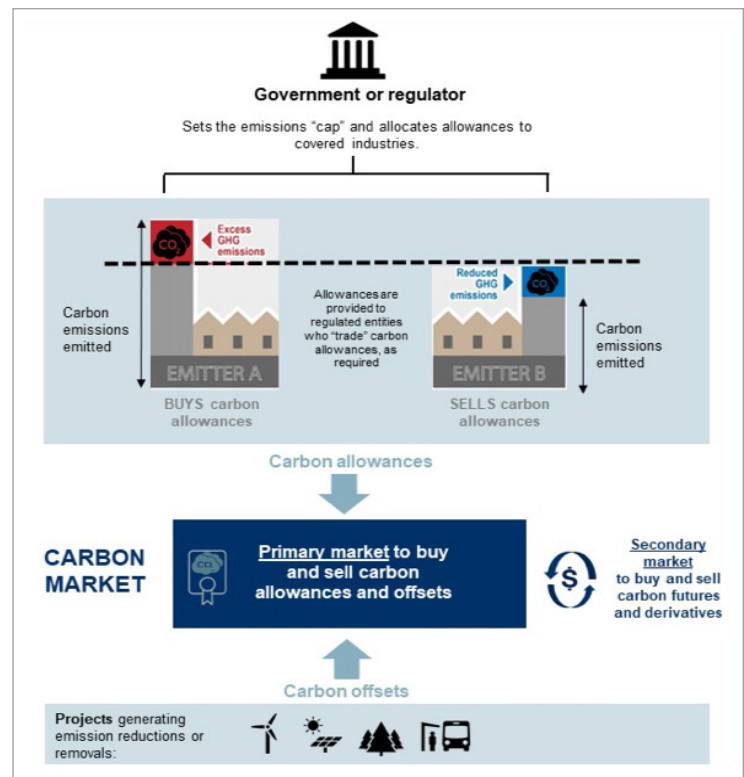 Government or regulator
Sets the emissions “cap” and allocates allowances to
covered industries.
CO2
Excess
GHG
emissions
Carbon
emissions
emitted
EMITTER A
BUYS carbon
allowances
Allowances are
provided to
regulated entities
who “trade” carbon
allowances, as
required
Reduced
GHG
emissions
CO2
Carbon
emissions
emitted
EMITTER B
SELLS carbon
allowances
Carbon allowances
CARBON
MARKET
CO2
Primary market to buy
and sell carbon
allowances and offsets
$
Secondary
market
to buy and sell
carbon futures
and derivatives
Carbon offsets
Projects generating
emission reductions or
removals: